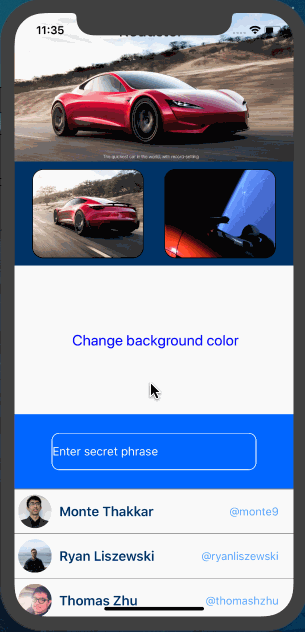 11:35
Roadster
The quickest car in the world, with record-setting
Change background color
Enter secret phrase
Monte Thakkar
@monte9
Ryan Liszewski
@ryanliszewski
Thomas Zhu
@thomashzhu